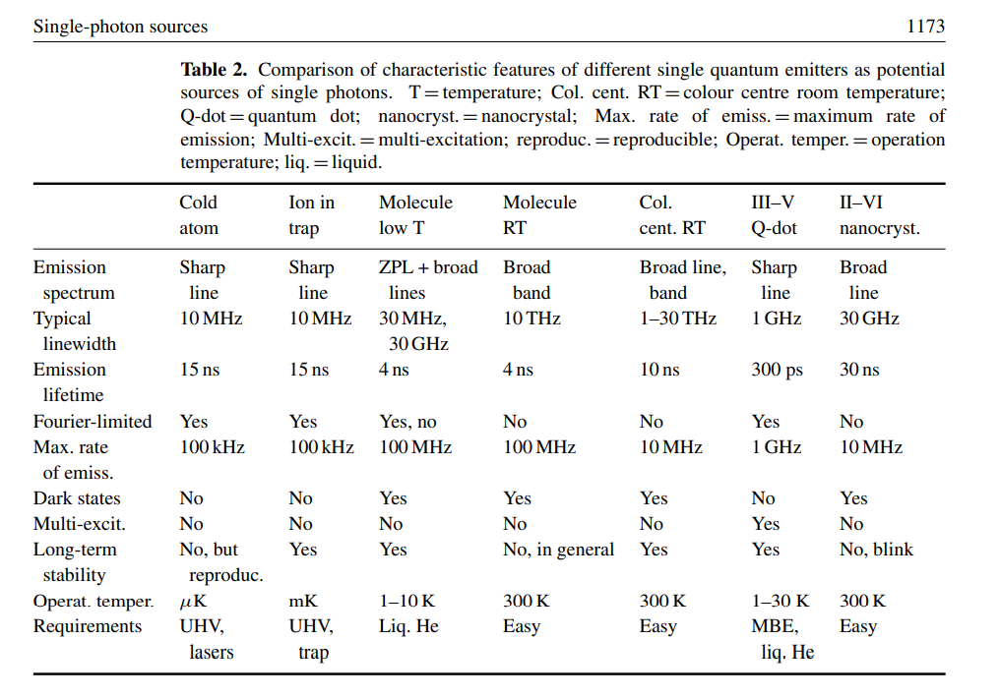 Single-photon sources 1173
Table 2. Comparison of characteristic features of different single quantum emitters as potential
sources of single photons. T = temperature; Col. cent. RT = colour centre room temperature;
Q-dot = quantum dot; nanocryst. = nanocrystal; Max. rate of emiss. = maximum rate of
emission; Multi-excit. = multi-excitation; reproduc. = reproducible; Operat. temper. = operation
temperature; liq. = liquid.
Cold Ion in Molecule Molecule Col. III–V II–VI
atom trap low T RT cent. RT Q-dot nanocryst.
Emission Sharp Sharp ZPL + broad Broad Broad line, Sharp Broad
spectrum line line lines band band line line
Typical 10 MHz 10 MHz 30 MHz, 10 THz 1–30 THz 1 GHz 30 GHz
linewidth 30 GHz
Emission 15 ns 15 ns 4 ns 4 ns 10 ns 300 ps 30 ns
lifetime
Fourier-limited Yes Yes Yes, no No No Yes No
Max. rate 100 kHz 100 kHz 100 MHz 100 MHz 10 MHz 1 GHz 10 MHz
of emiss.
Dark states No No Yes Yes Yes No Yes
Multi-excit. No No No No No Yes No
Long-term No, but Yes Yes No, in general Yes Yes No, blink
stability reproduc.
Operat. temper. μK mK 1–10 K 300 K 300 K 1–30 K 300 K
Requirements UHV, UHV, Liq. He Easy Easy MBE, Easy
lasers trap liq. He